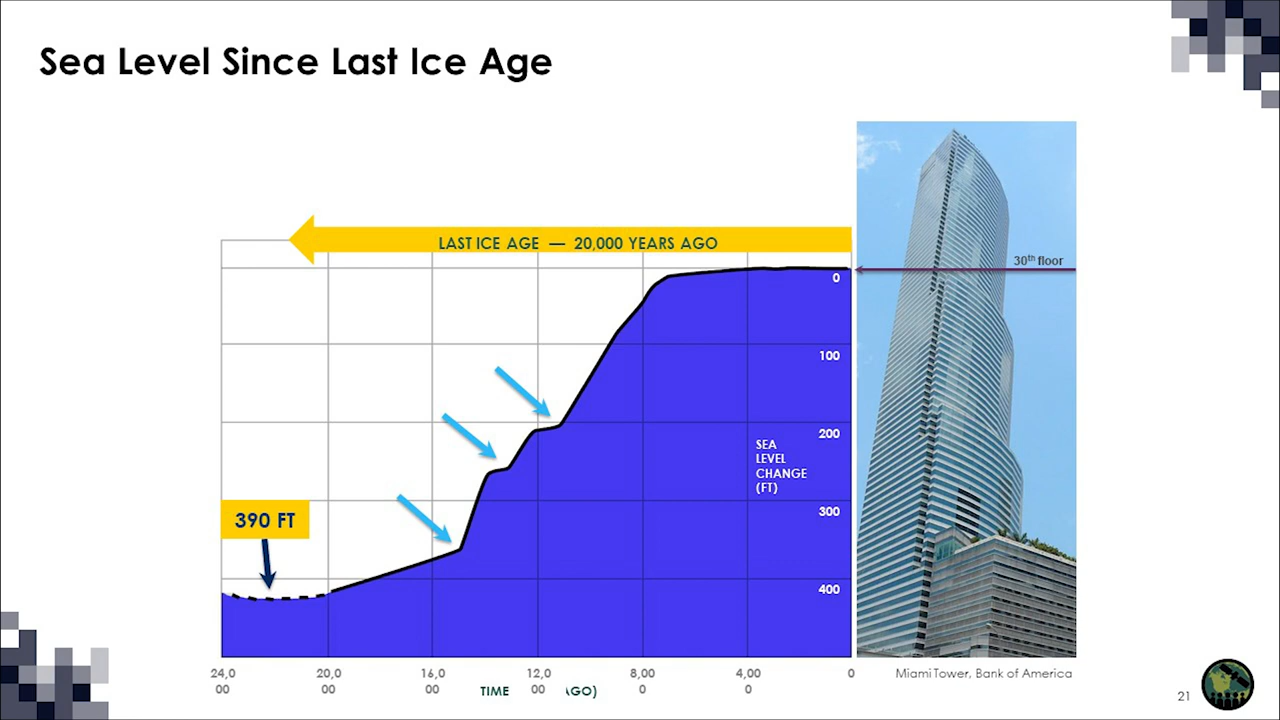 Sea Level Since Last Ice Age
LAST ICE AGE — 20,000 YEARS AGO
30th floor
0
100
200
SEA
LEVEL
CHANGE
(FT)
300
390 FT
400
24,0
00
20,0
00
16,0
00
12,0
00
8,00
0
4,00
0
0
TIME
AGO)
Miami Tower, Bank of America
21